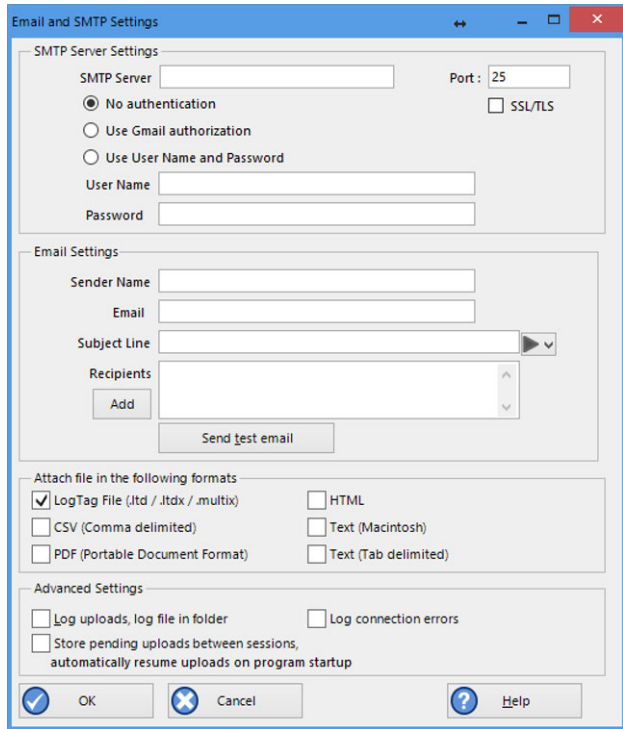 Email and SMTP Settings
SMTP Server Settings
SMTP Server
Port : 25
No authentication
SSL/TLS
Use Gmail authorization
Use User Name and Password
User Name
Password
Email Settings
Sender Name
Email
Subject Line
Recipients
Add
Send test email
Attach file in the following formats
LogTag File (.ltd / .ltdx / .multix)
HTML
CSV (Comma delimited)
Text (Macintosh)
PDF (Portable Document Format)
Text (Tab delimited)
Advanced Settings
Log uploads, log file in folder
Log connection errors
Store pending uploads between sessions,
automatically resume uploads on program startup
OK
Cancel
Help